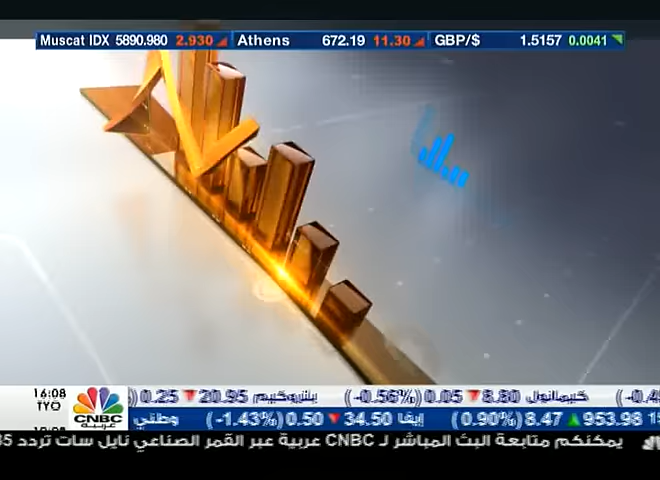 Muscat IDX 5890.980 2.930 Athens 672.19 11.30 GBP/$ 1.5157 0.0041
16:08
TYO
CNBC
عربية
كيمانول 8.80 0.05 (-0.56%) بتروكيم 20.95 0.25
953.98 8.47 (0.90%) إيفا 34.50 0.50 (-1.43%) وطني
يمكنكم متابعة البث المباشر لـ CNBC عربية عبر القمر الصناعي نايل سات تردد